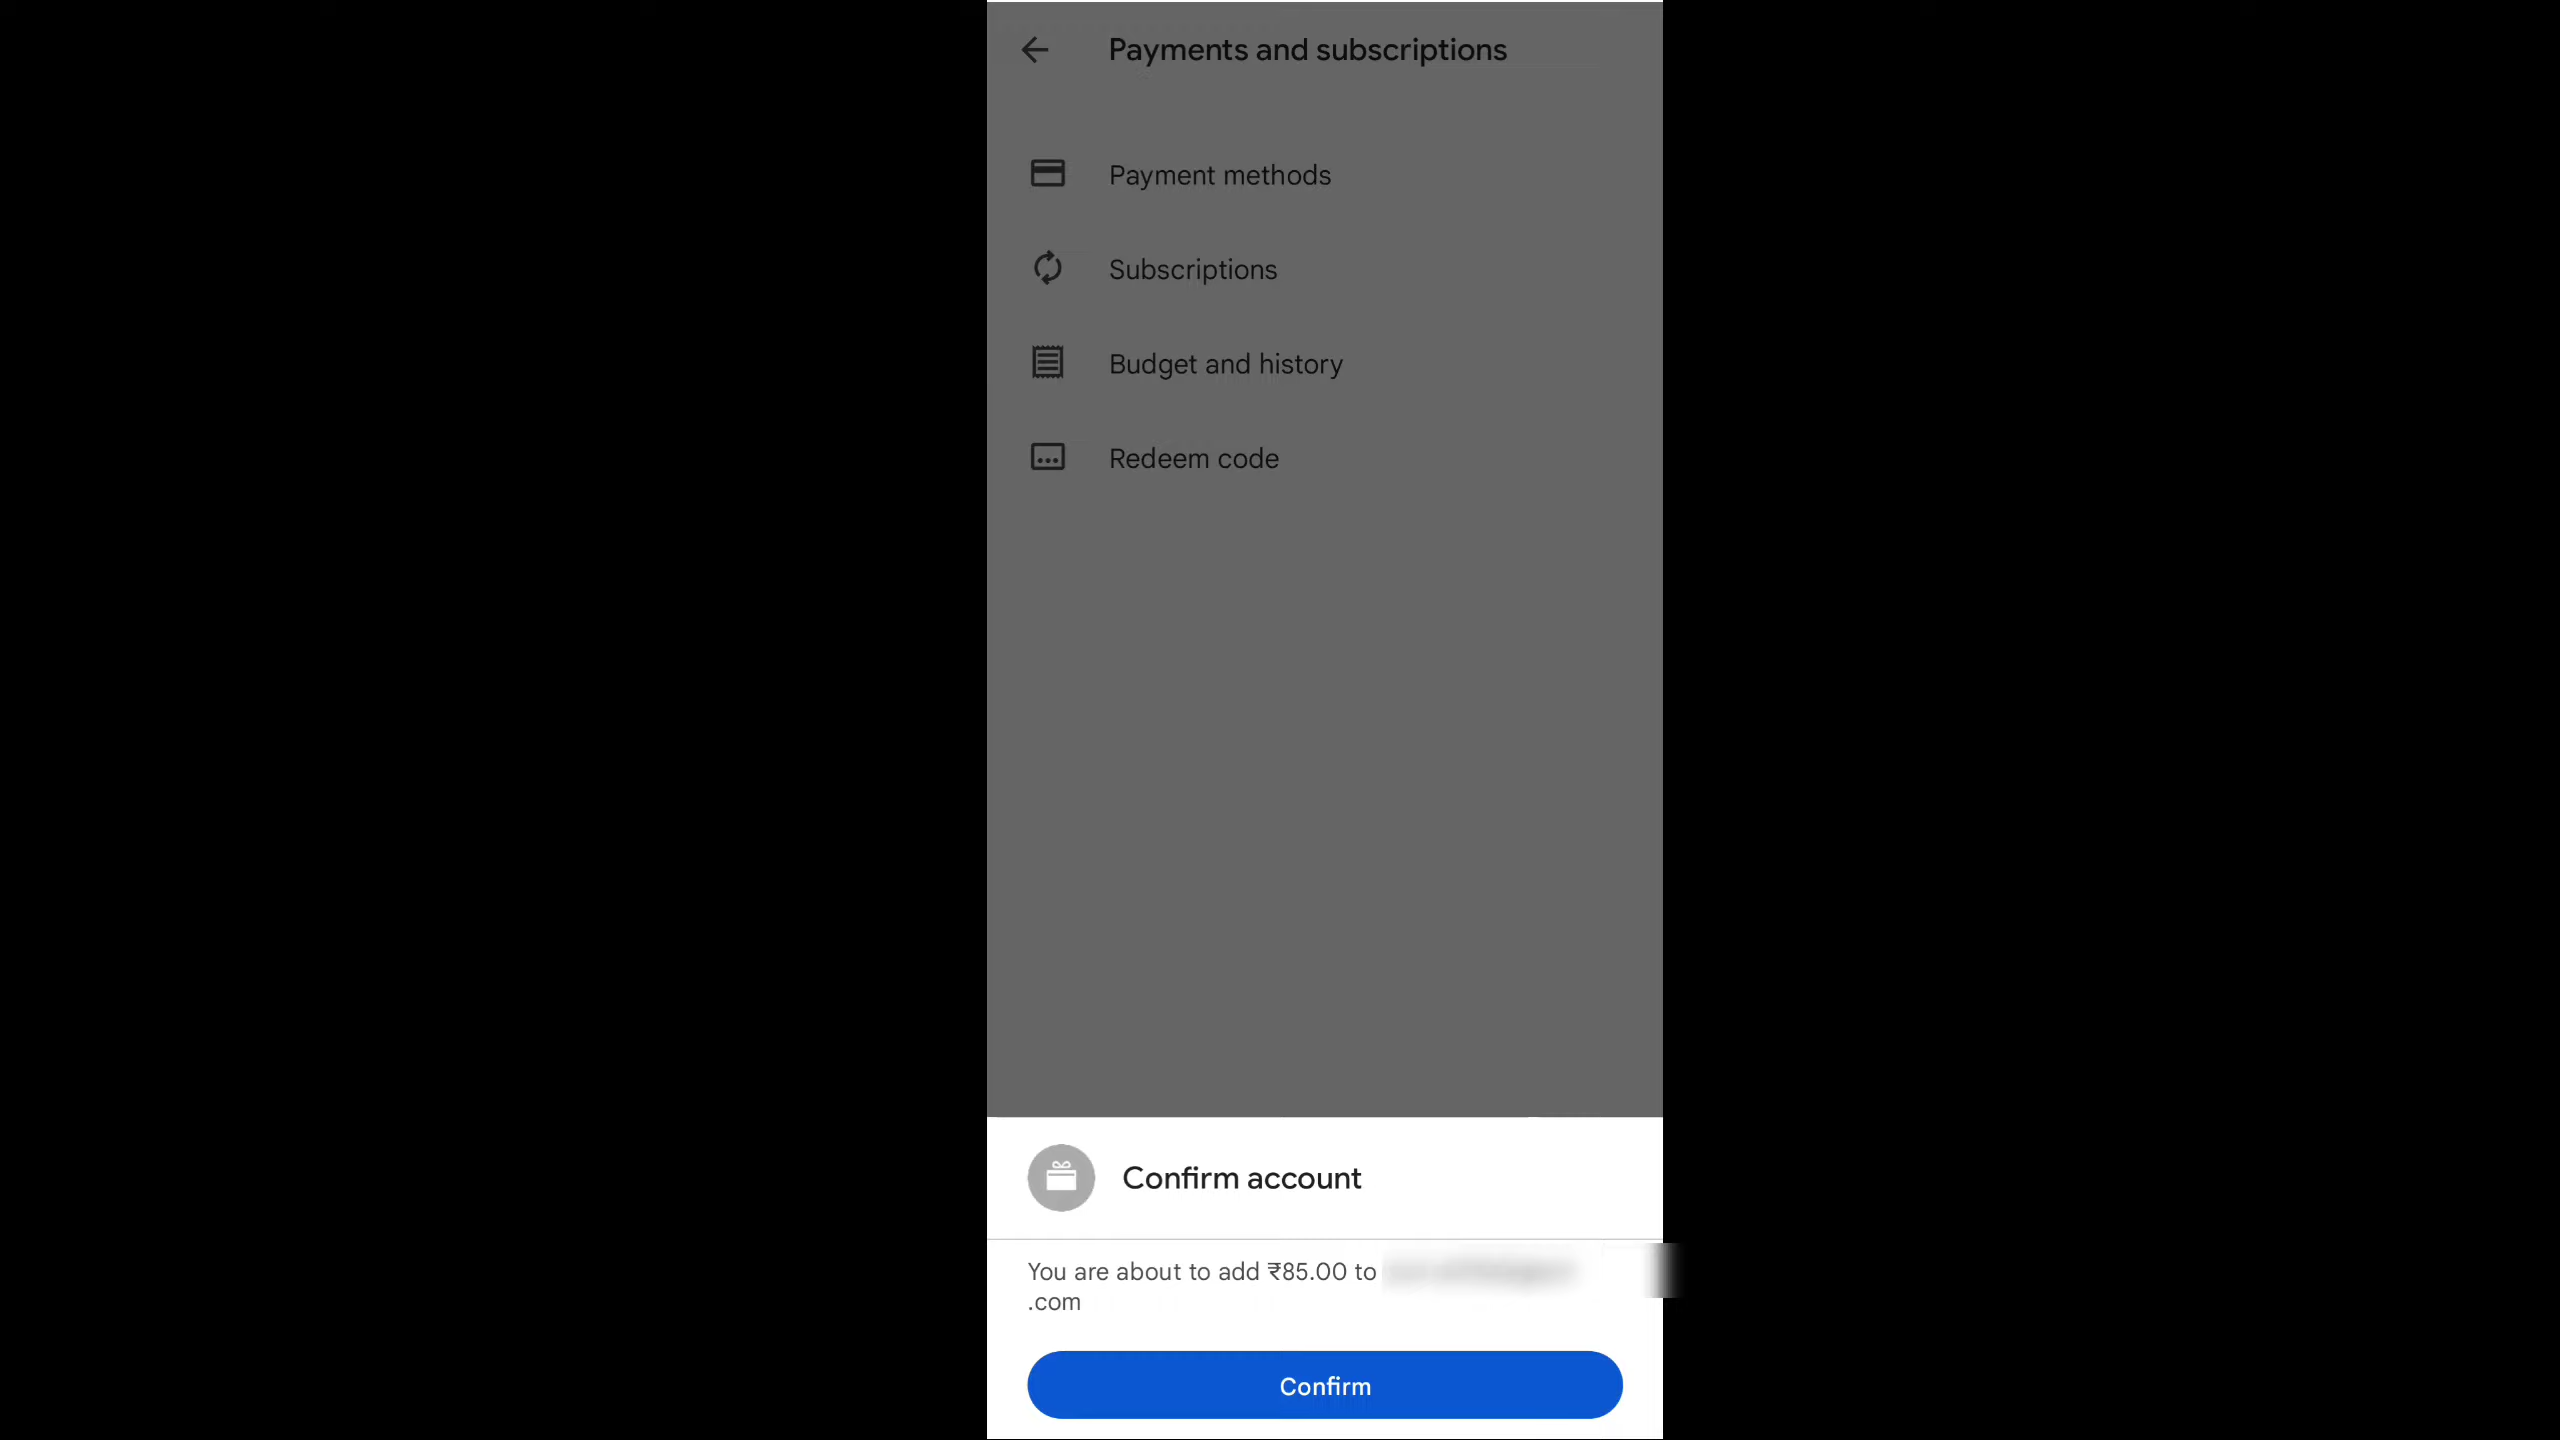 Payments and subscriptions
Payment methods
Subscriptions
Budget and history
Redeem code
Confirm account
You are about to add ₹85.00 to
.com
Confirm